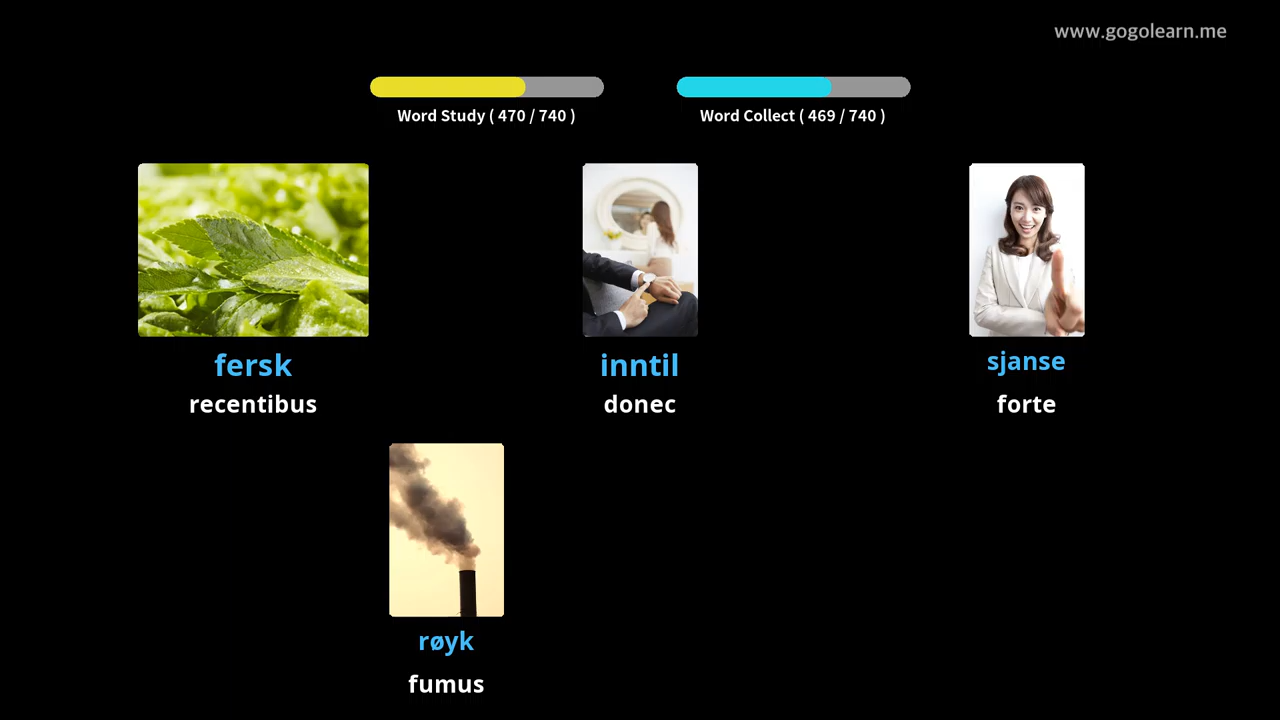 www.gogolearn.me
Word Study ( 470 / 740 )
Word Collect ( 469 / 740 )
fersk
recentibus
inntil
donec
sjanse
forte
røyk
fumus